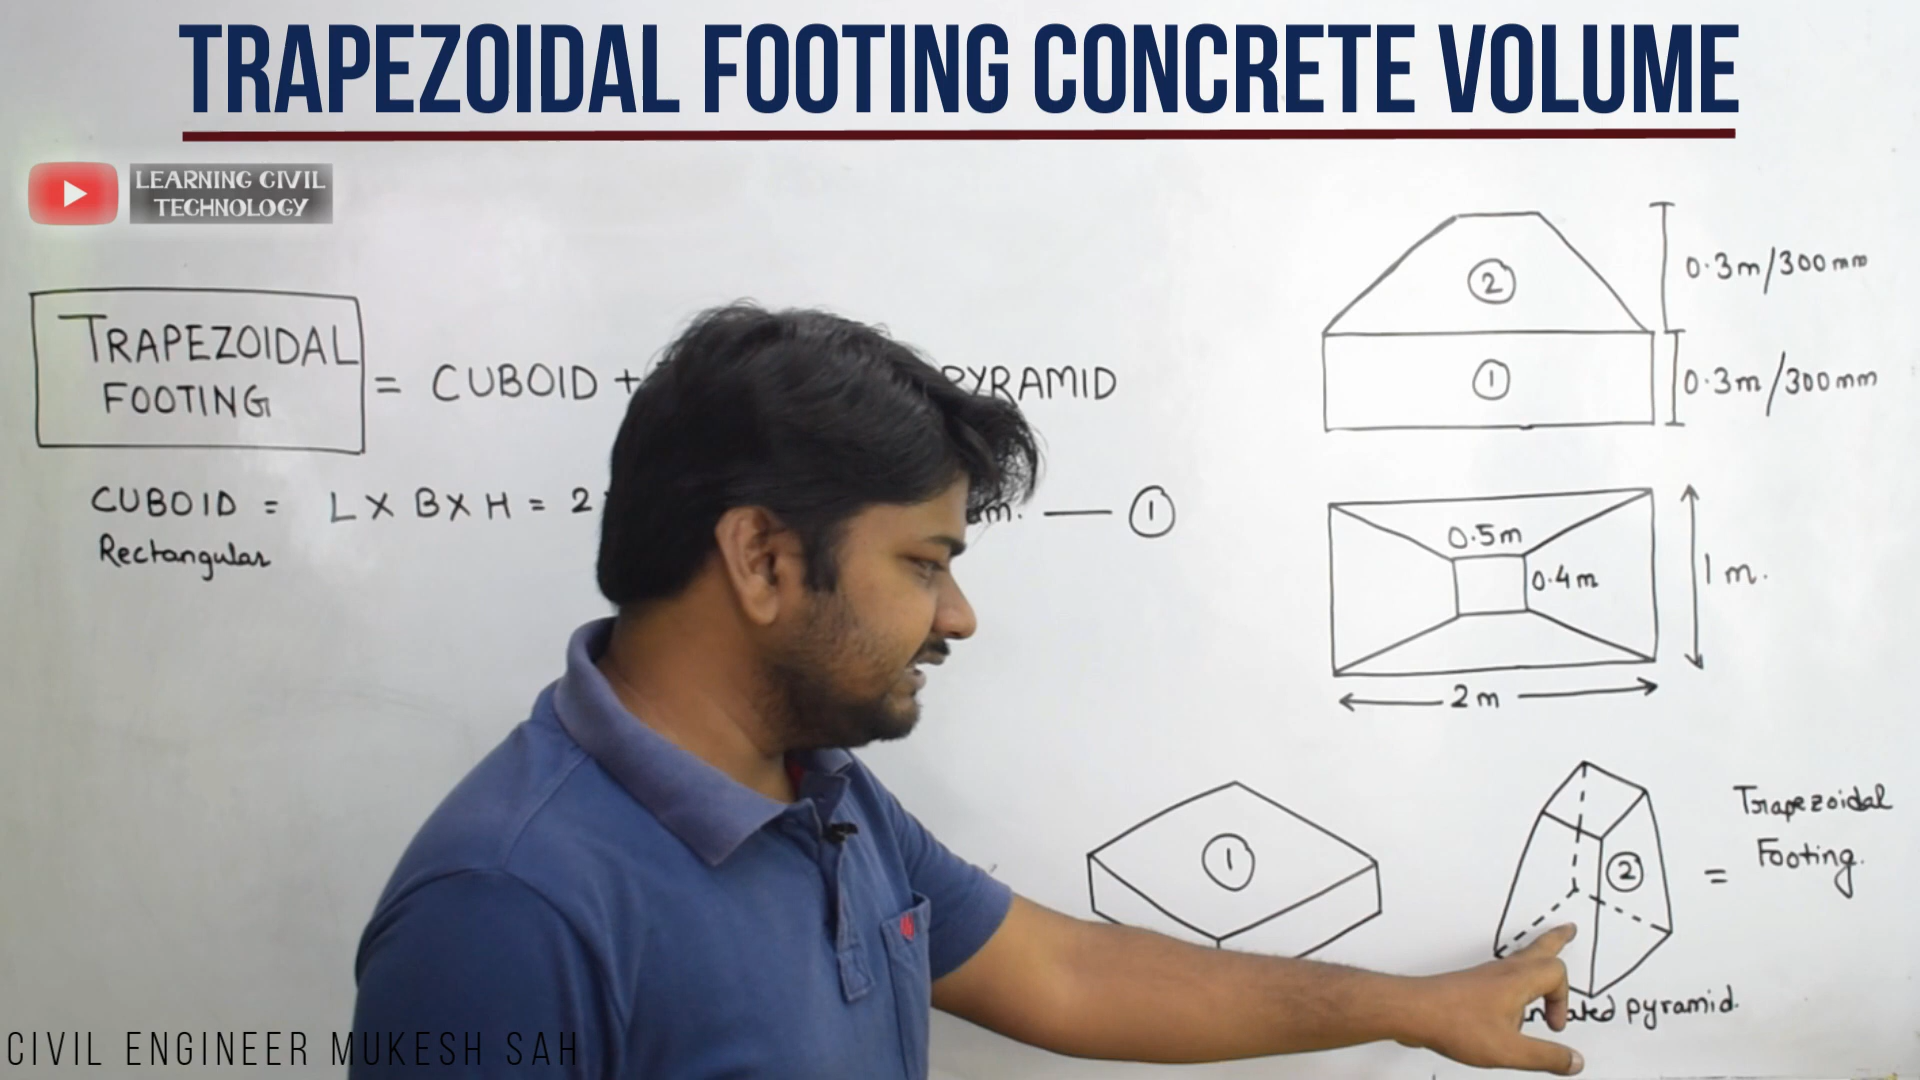 TRAPEZOIDAL FOOTING CONCRETE VOLUME
LEARNING CIVIL
TECHNOLOGY
TRAPEZOIDAL
FOOTING
= CUBOID + PYRAMID
CUBOID = L X B X H = 2 — 1
Rectangular
2
0.3m/300mm
1
0.3m/300mm
0.5m
0.4m
1m.
2m
1
2
= Trapezoidal
Footing.
pyramid.
CIVIL ENGINEER MUKESH SAH